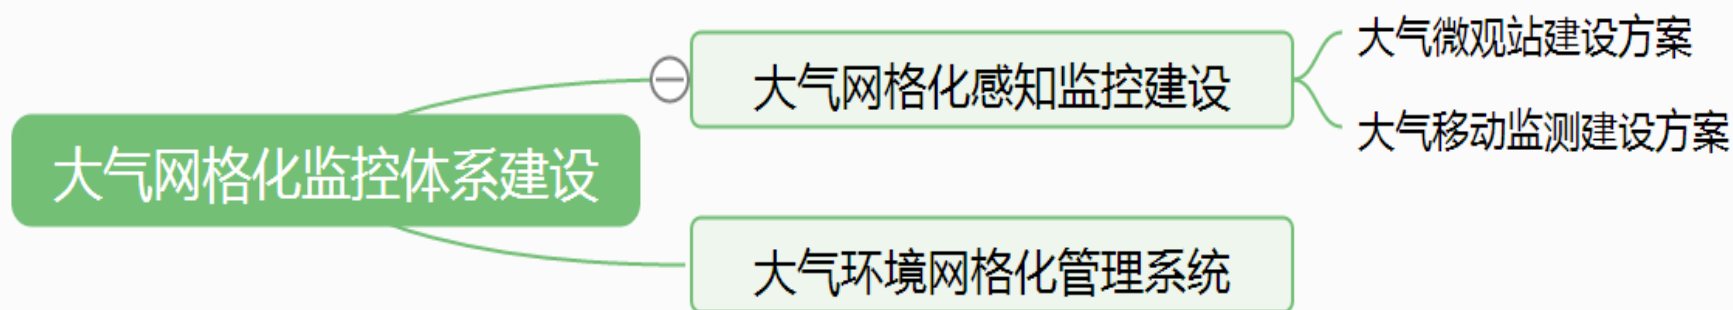 大气网格化监控体系建设
大气网格化感知监控建设
大气微观站建设方案
大气移动监测建设方案
大气环境网格化管理系统